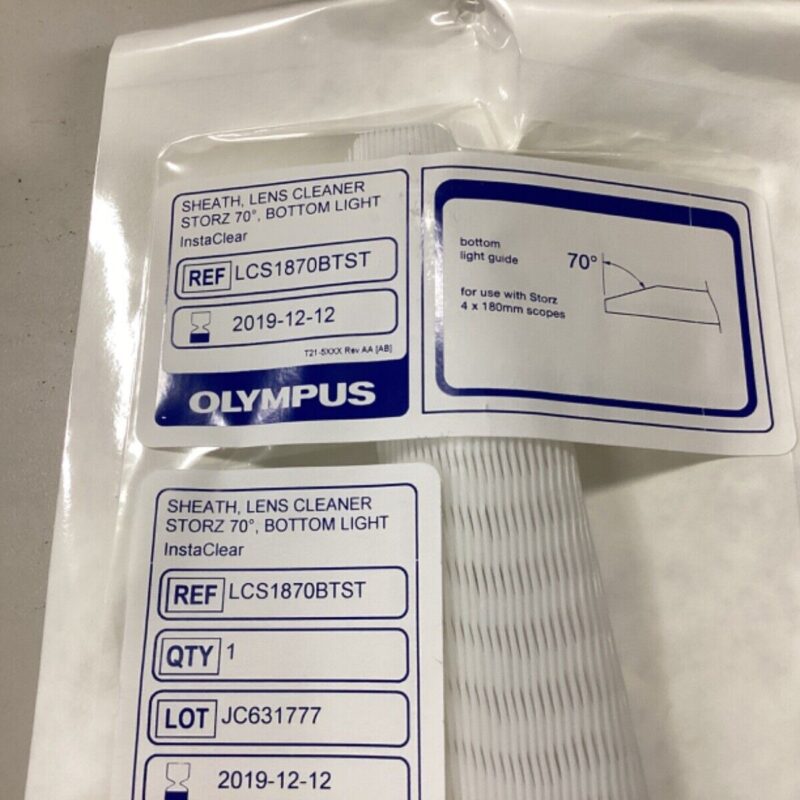 SHEATH, LENS CLEANER
STORZ 70°, BOTTOM LIGHT
InstaClear
REF LCS1870BTST
2019-12-12
T21-5XXX Rev AA [AB]
OLYMPUS
bottom
light guide
70°
for use with Storz
4 x 180mm scopes
SHEATH, LENS CLEANER
STORZ 70°, BOTTOM LIGHT
InstaClear
REF LCS1870BTST
QTY 1
LOT JC631777
2019-12-12